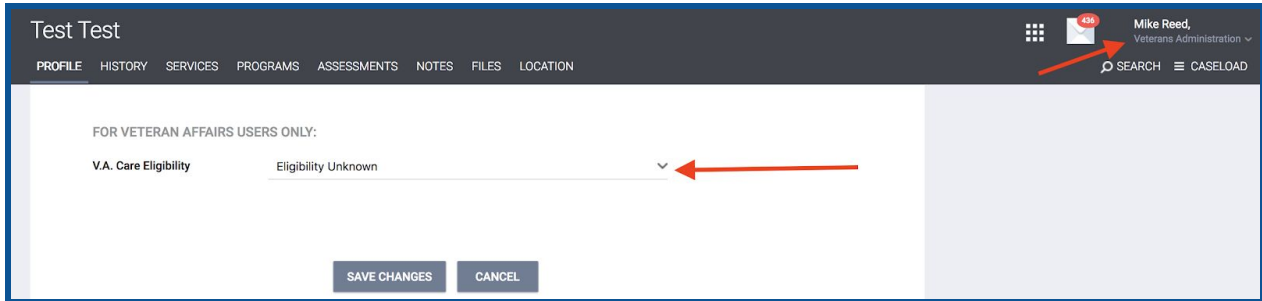 Test Test
436
Mike Reed,
Veterans Administration
PROFILE HISTORY SERVICES PROGRAMS ASSESSMENTS NOTES FILES LOCATION
SEARCH CASELOAD
FOR VETERAN AFFAIRS USERS ONLY:
V.A. Care Eligibility Eligibility Unknown
SAVE CHANGES CANCEL